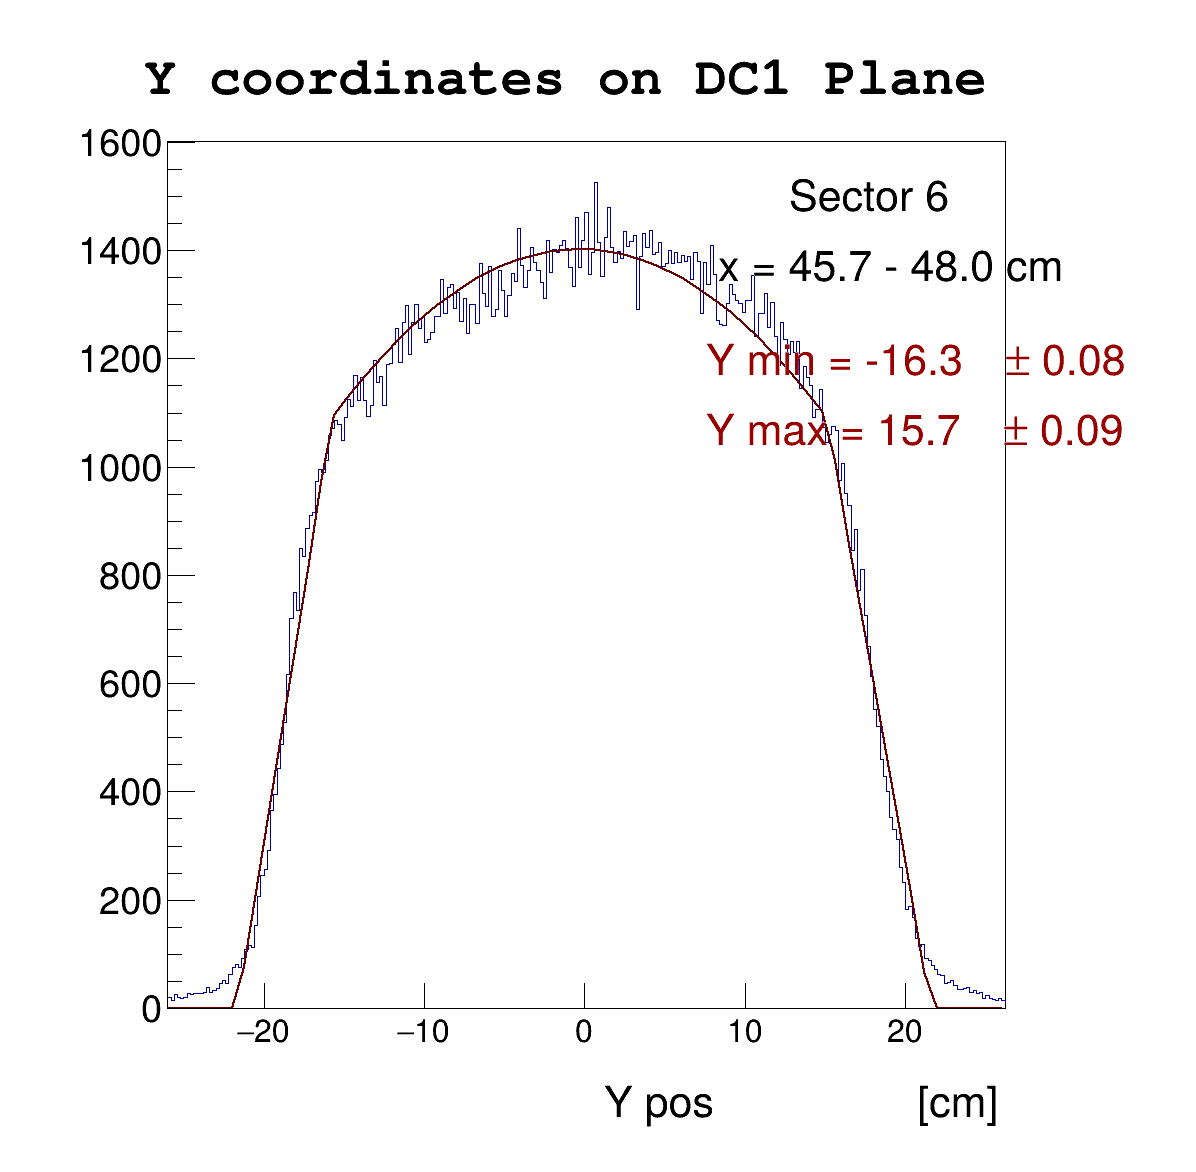 Y coordinates on DC1 Plane
1600
1400
1200
1000
800
600
400
200
0
Sector 6
x = 45.7 - 48.0 cm
Y min = -16.3 ± 0.08
Y max = 15.7 ± 0.09
−20 −10 0 10 20
Y pos [cm]